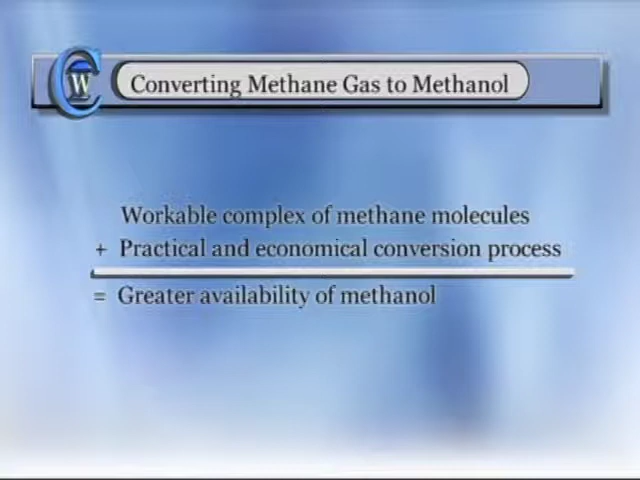 CW
Converting Methane Gas to Methanol
Workable complex of methane molecules
+ Practical and economical conversion process
= Greater availability of methanol